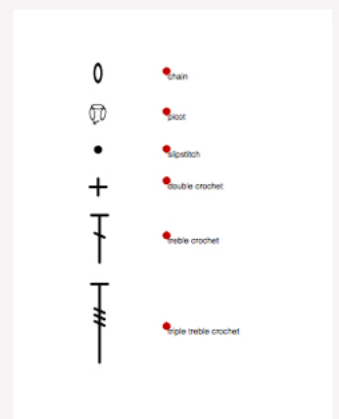 chain
picot
slipstitch
double crochet
treble crochet
triple treble crochet